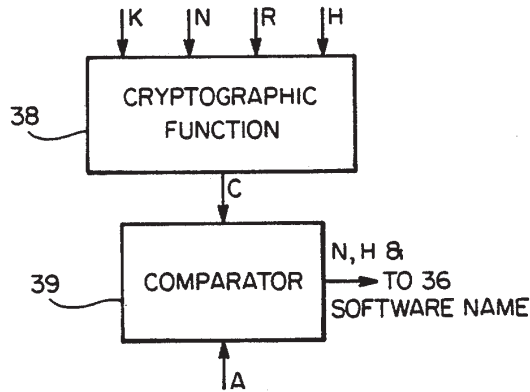 K N R H
CRYPTOGRAPHIC
FUNCTION
38
C
COMPARATOR
39
N, H &
TO 36
SOFTWARE NAME
A